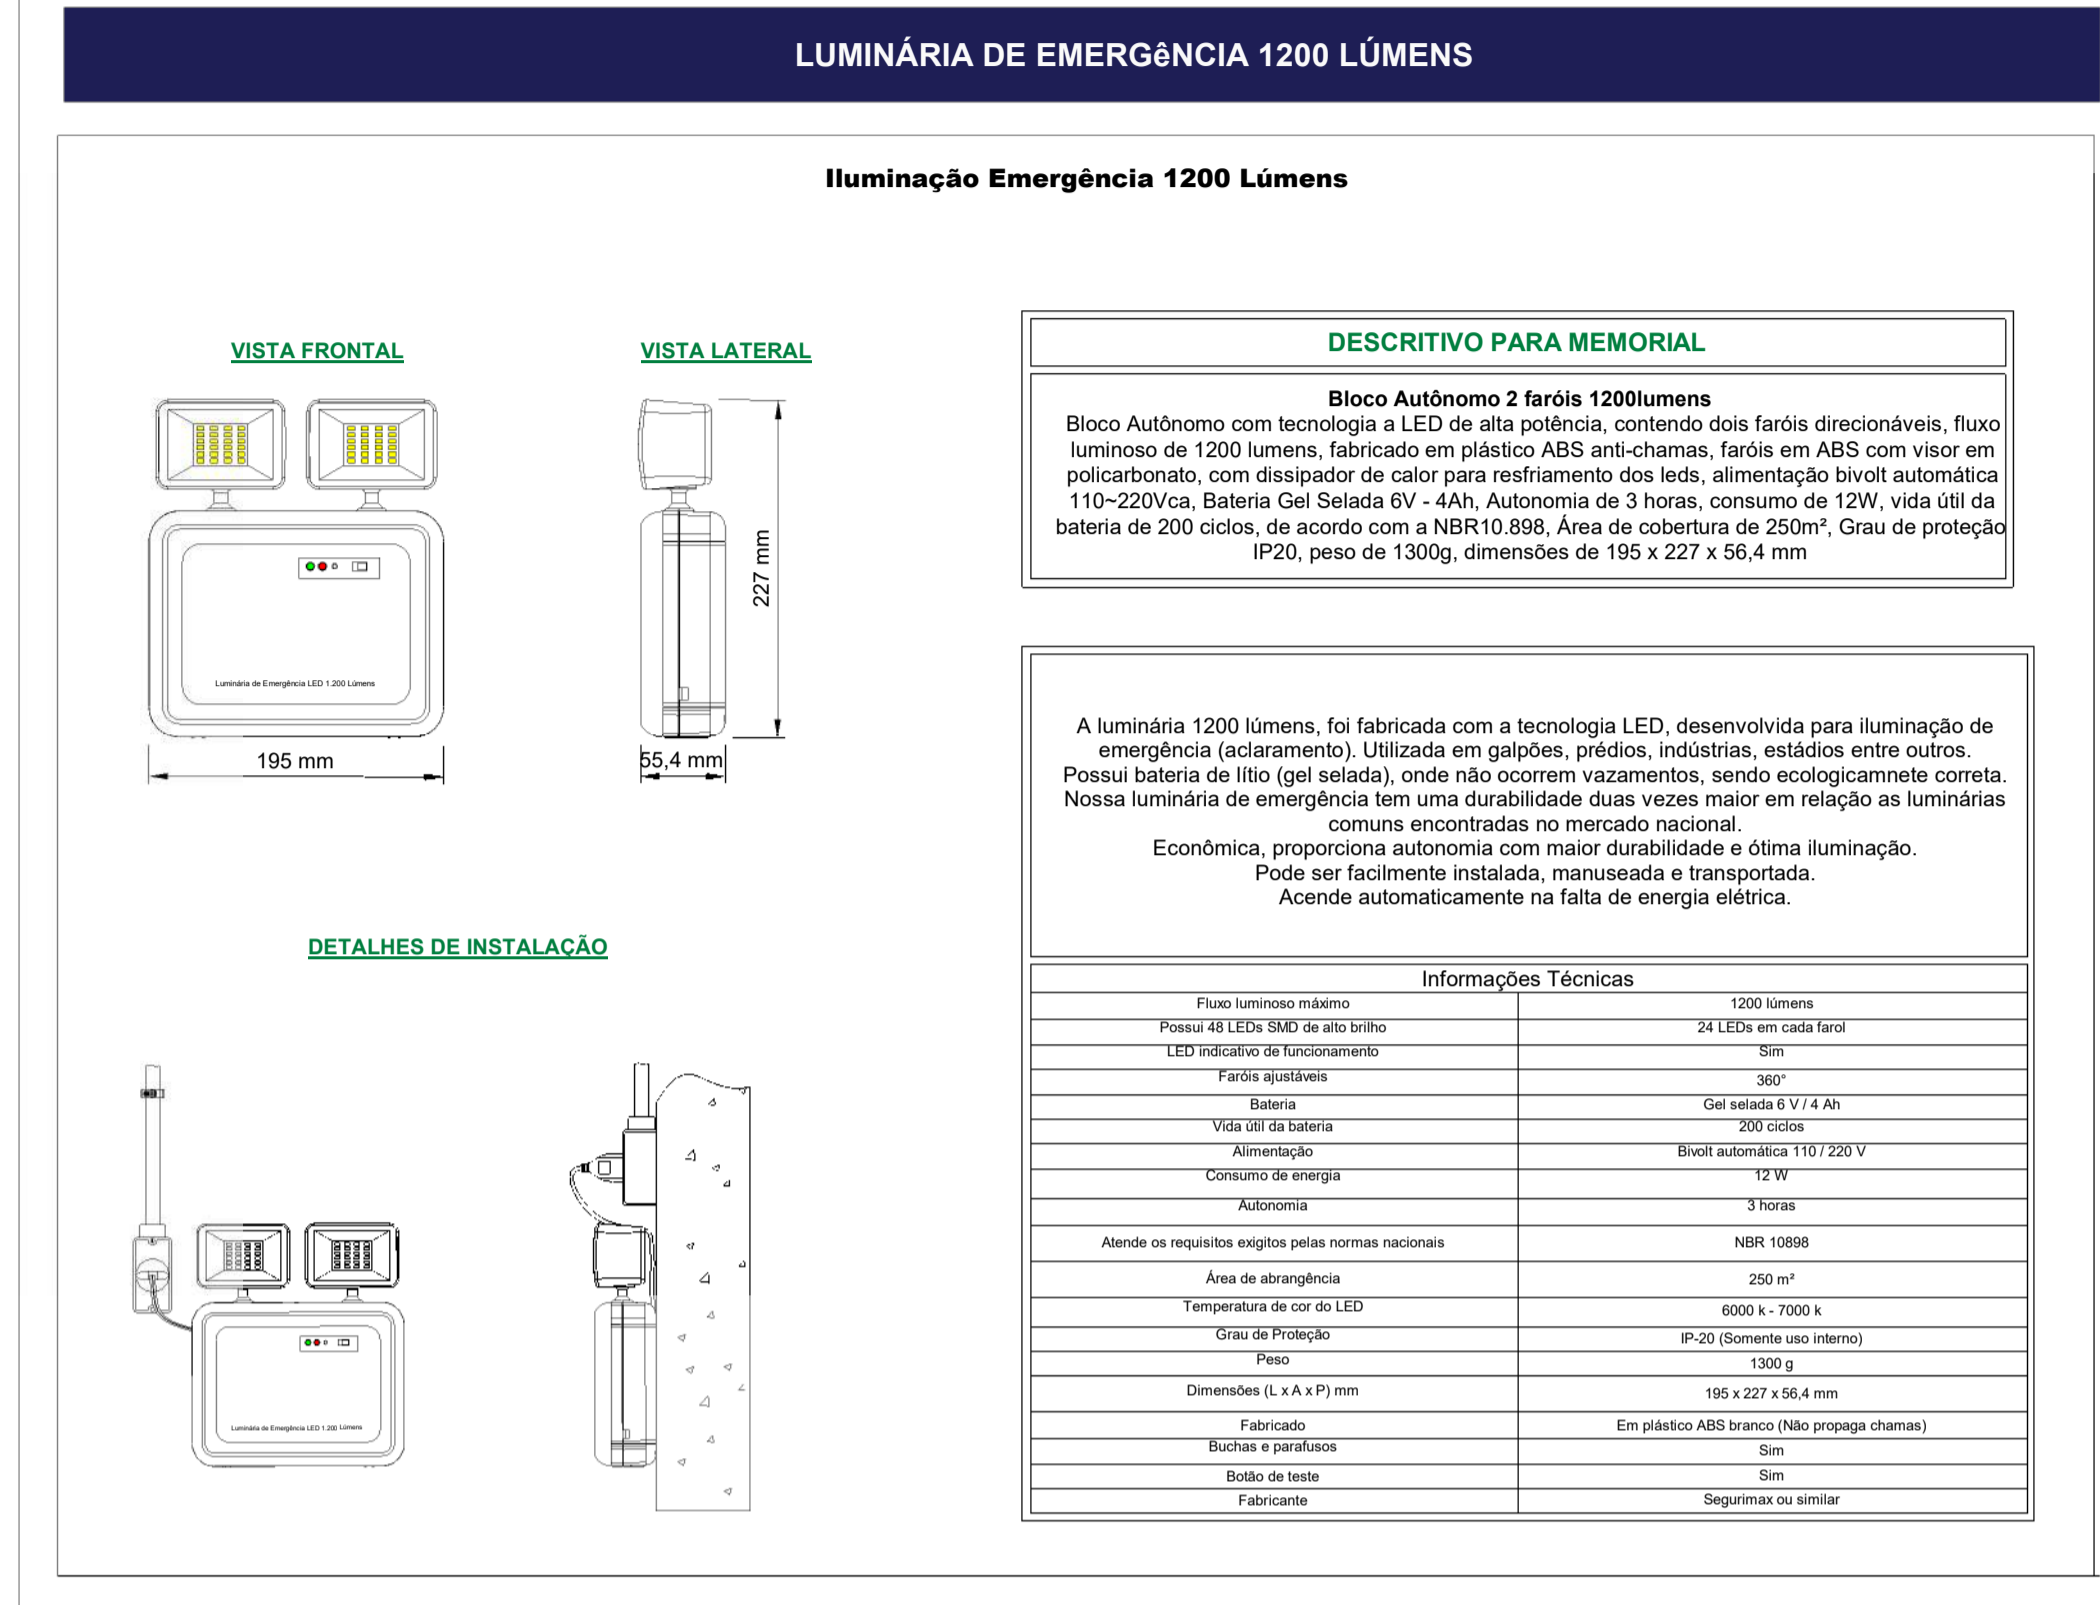 LUMINÁRIA DE EMERGêNCIA 1200 LÚMENS
Iluminação Emergência 1200 Lúmens
VISTA FRONTAL
VISTA LATERAL
Luminária de Emergência LED 1.200 Lúmens
195 mm
55,4 mm
227 mm
DETALHES DE INSTALAÇÃO
Luminária de Emergência LED 1.200 Lúmens
DESCRITIVO PARA MEMORIAL
Bloco Autônomo 2 faróis 1200lumens
Bloco Autônomo com tecnologia a LED de alta potência, contendo dois faróis direcionáveis, fluxo
luminoso de 1200 lumens, fabricado em plástico ABS anti-chamas, faróis em ABS com visor em
policarbonato, com dissipador de calor para resfriamento dos leds, alimentação bivolt automática
110~220Vca, Bateria Gel Selada 6V - 4Ah, Autonomia de 3 horas, consumo de 12W, vida útil da
bateria de 200 ciclos, de acordo com a NBR10.898, Área de cobertura de 250m², Grau de proteção
IP20, peso de 1300g, dimensões de 195 x 227 x 56,4 mm
A luminária 1200 lúmens, foi fabricada com a tecnologia LED, desenvolvida para iluminação de
emergência (aclaramento). Utilizada em galpões, prédios, indústrias, estádios entre outros.
Possui bateria de lítio (gel selada), onde não ocorrem vazamentos, sendo ecologicamnete correta.
Nossa luminária de emergência tem uma durabilidade duas vezes maior em relação as luminárias
comuns encontradas no mercado nacional.
Econômica, proporciona autonomia com maior durabilidade e ótima iluminação.
Pode ser facilmente instalada, manuseada e transportada.
Acende automaticamente na falta de energia elétrica.
Informações Técnicas
Fluxo luminoso máximo 1200 lúmens
Possui 48 LEDs SMD de alto brilho 24 LEDs em cada farol
LED indicativo de funcionamento Sim
Faróis ajustáveis 360°
Bateria Gel selada 6 V / 4 Ah
Vida útil da bateria 200 ciclos
Alimentação Bivolt automática 110 / 220 V
Consumo de energia 12 W
Autonomia 3 horas
Atende os requisitos exigitos pelas normas nacionais NBR 10898
Área de abrangência 250 m²
Temperatura de cor do LED 6000 k - 7000 k
Grau de Proteção IP-20 (Somente uso interno)
Peso 1300 g
Dimensões (L x A x P) mm 195 x 227 x 56,4 mm
Fabricado Em plástico ABS branco (Não propaga chamas)
Buchas e parafusos Sim
Botão de teste Sim
Fabricante Segurimax ou similar